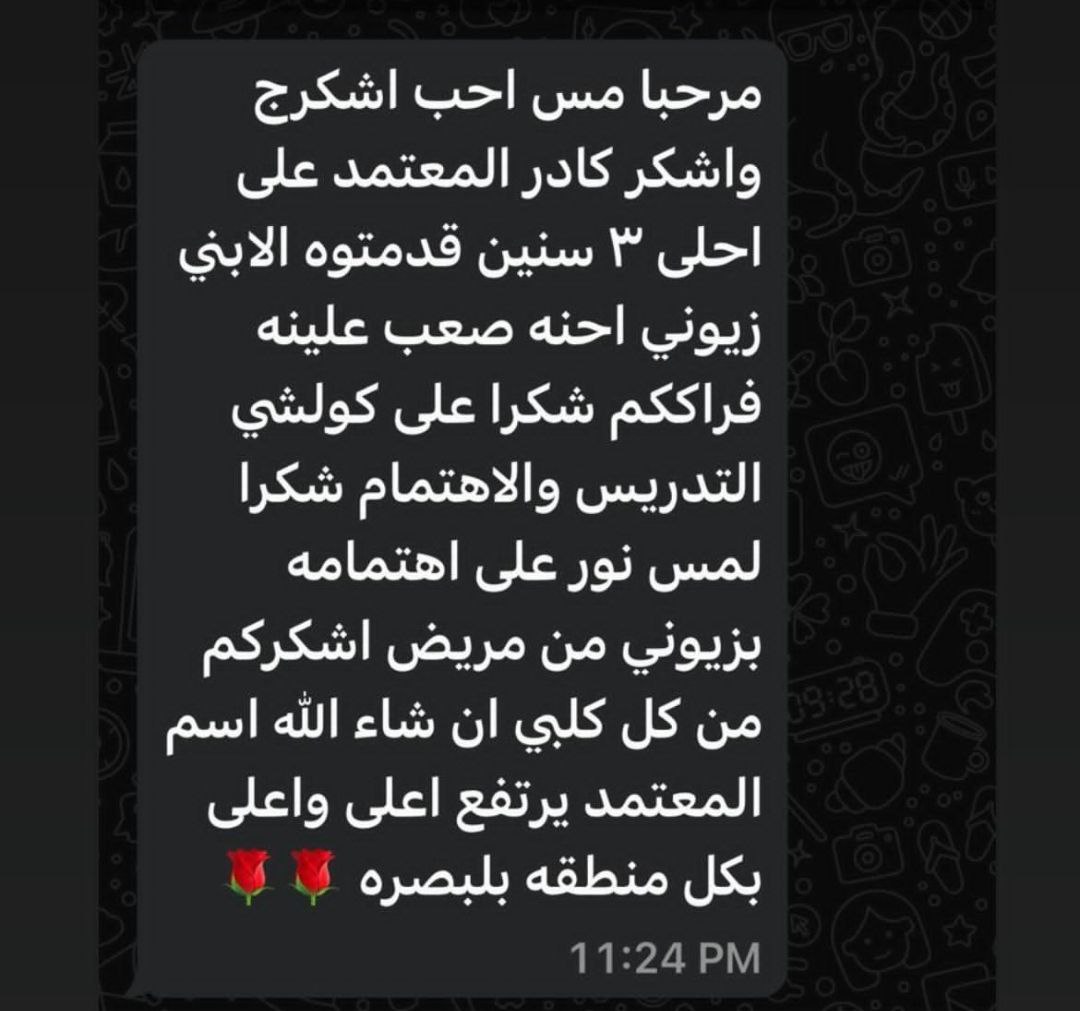 مرحبا مس احب اشكرج
واشكر كادر المعتمد على
احلى ٣ سنين قدمتوه الابني
زيوني احنه صعب علينه
فراككم شكرا على كولشي
التدريس والاهتمام شكرا
لمس نور على اهتمامه
بزيوني من مريض اشكركم
من كل كلبي ان شاء الله اسم
المعتمد يرتفع اعلى واعلى
بكل منطقه بلبصره 🌹🌹
11:24 PM
09:28